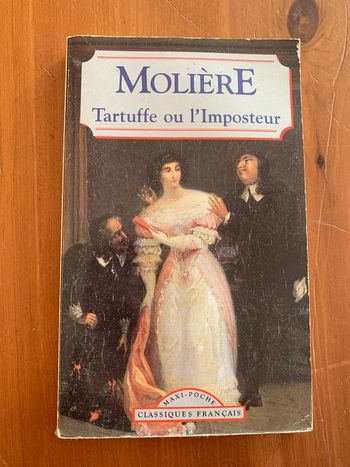 MOLIÈRE
Tartuffe ou l'Imposteur
MAXI-POCHE
CLASSIQUES FRANÇAIS